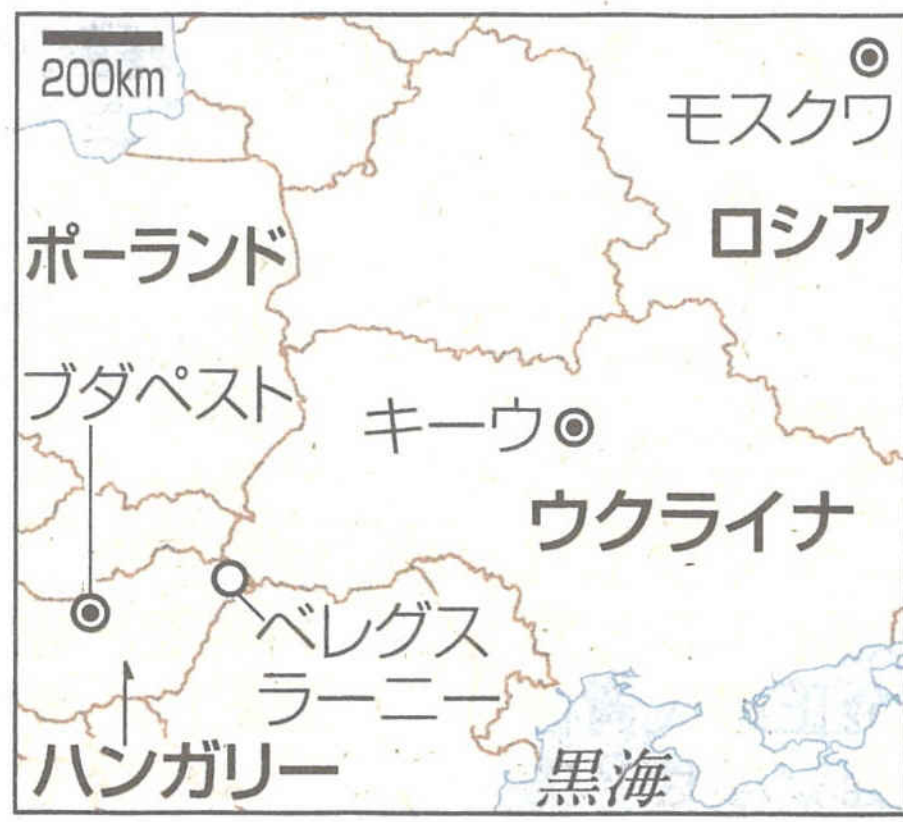 200km
モスクワ
ロシア
ポーランド
ブダペスト
キーウ
ウクライナ
ベレグス
ラーニー
ハンガリー
黒海